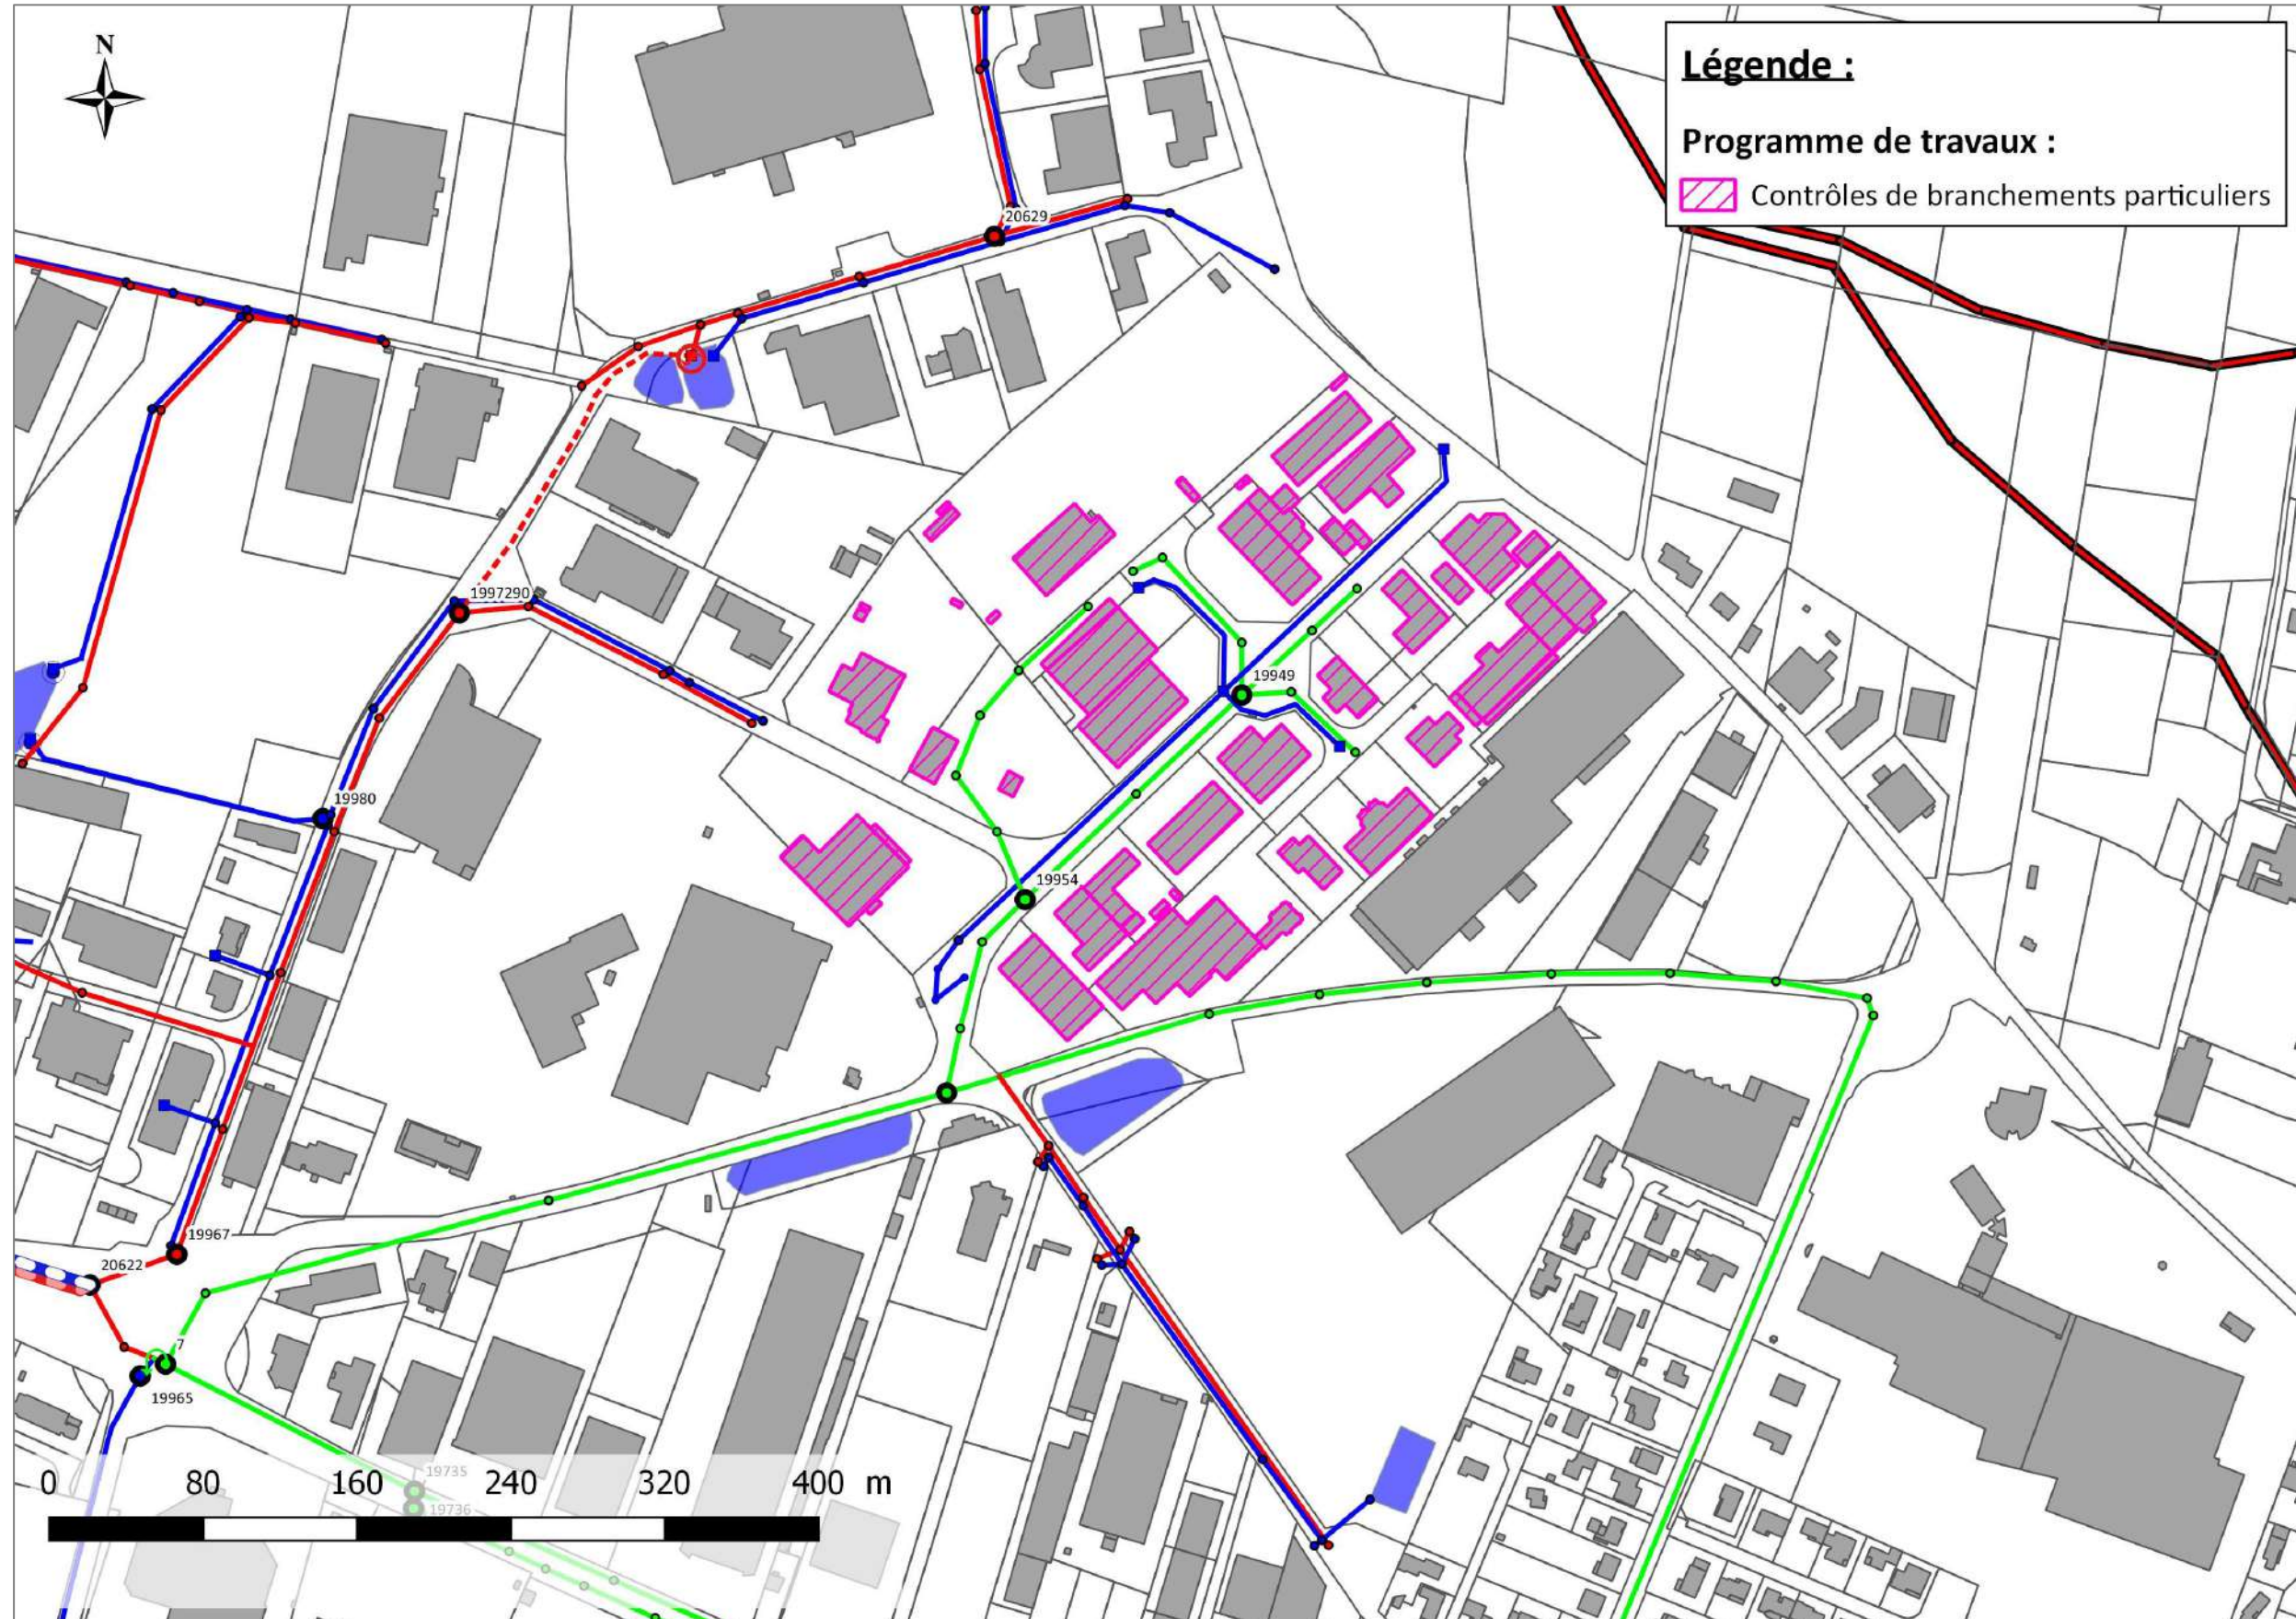 N
Légende :
Programme de travaux :
Contrôles de branchements particuliers
20629
1997290
19949
19980
19954
19967
20622
7
19965
19735
19736
0 80 160 240 320 400 m